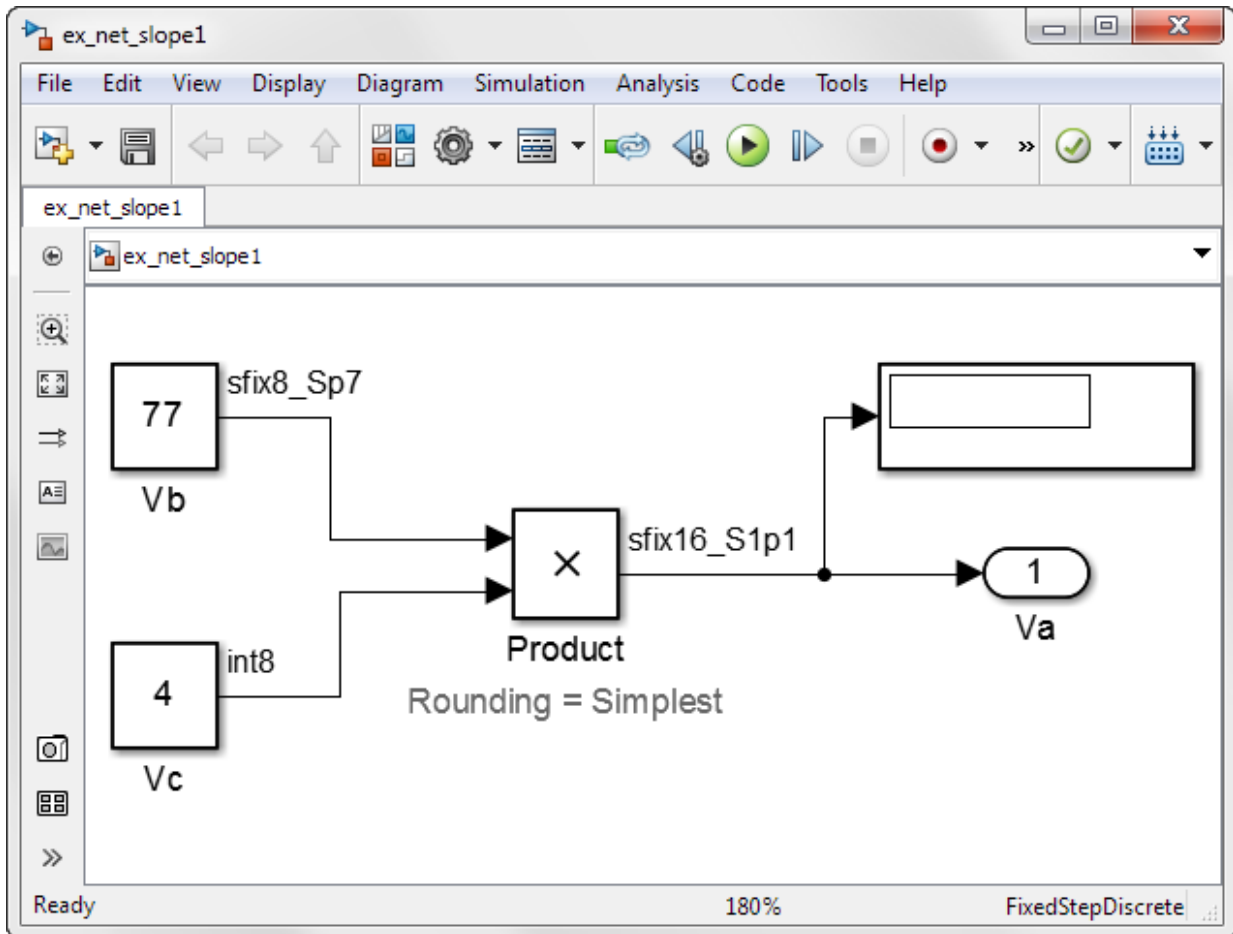 ex_net_slope1
File Edit View Display Diagram Simulation Analysis Code Tools Help
ex_net_slope1
ex_net_slope1
77
sfix8_Sp7
Vb
×
sfix16_S1p1
1
Va
Product
4
int8
Rounding = Simplest
Vc
Ready 180% FixedStepDiscrete